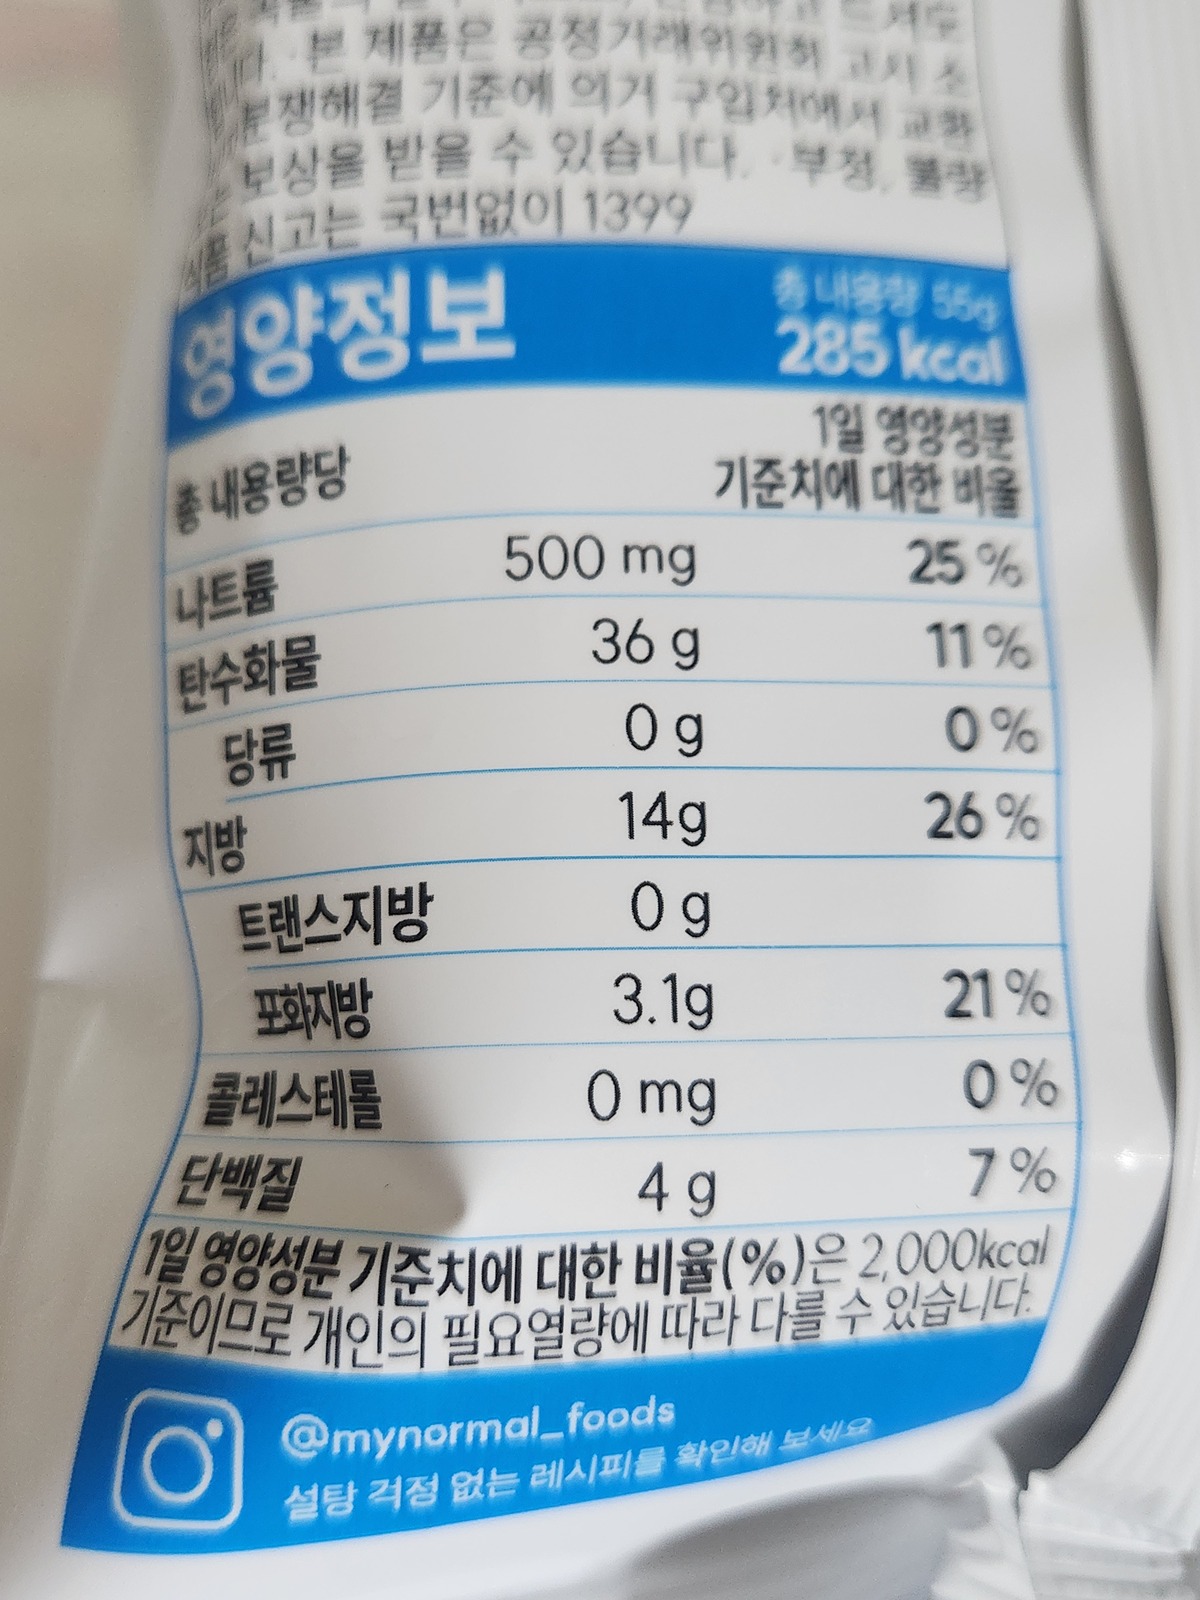 본 제품은 공정거래위원회 고시 소
분쟁해결 기준에 의거 구입처에서 교환
보상을 받을 수 있습니다. ·부정, 불량
식품 신고는 국번없이 1399
영양정보
총 내용량 55g
285 kcal
총 내용량당
1일 영양성분
기준치에 대한 비율
나트륨 500 mg 25 %
탄수화물 36 g 11 %
당류 0 g 0 %
지방 14g 26 %
트랜스지방 0 g
포화지방 3.1g 21 %
콜레스테롤 0 mg 0 %
단백질 4 g 7 %
1일 영양성분 기준치에 대한 비율(%)은 2,000kcal
기준이므로 개인의 필요열량에 따라 다를 수 있습니다.
@mynormal_foods
설탕 걱정 없는 레시피를 확인해 보세요